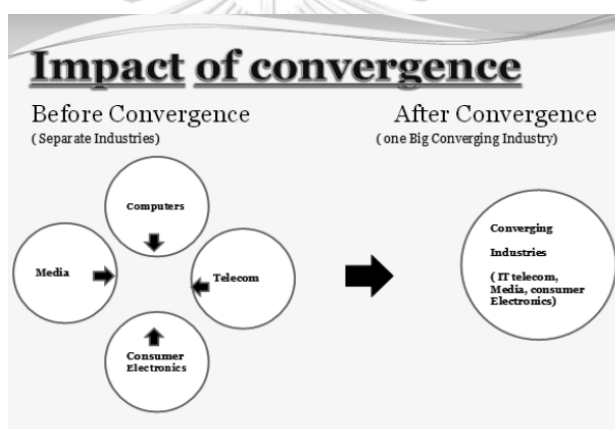 Impact of convergence
Before Convergence
( Separate Industries)
After Convergence
( one Big Converging Industry)
Computers
Media
Telecom
Consumer
Electronics
Converging
Industries
( IT telecom,
Media, consumer
Electronics)